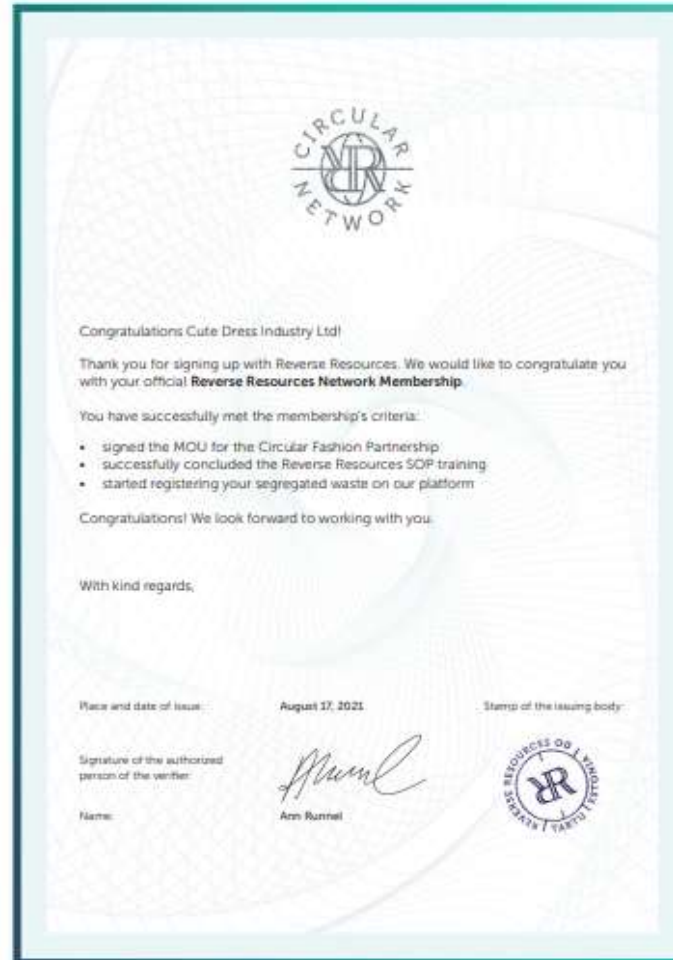 CIRCULAR
RR
NETWORK
Congratulations Cute Dress Industry Ltd!
Thank you for signing up with Reverse Resources. We would like to congratulate you
with your official Reverse Resources Network Membership.
You have successfully met the membership's criteria:
• signed the MOU for the Circular Fashion Partnership
• successfully concluded the Reverse Resources SOP training
• started registering your segregated waste on our platform
Congratulations! We look forward to working with you.
With kind regards,
Place and date of issue: August 17, 2021 Stamp of the issuing body:
Signature of the authorized
person of the verifier:
REVERSE RESOURCES OÜ | TARTU | ESTONIA
RR
Name: Ann Runnel